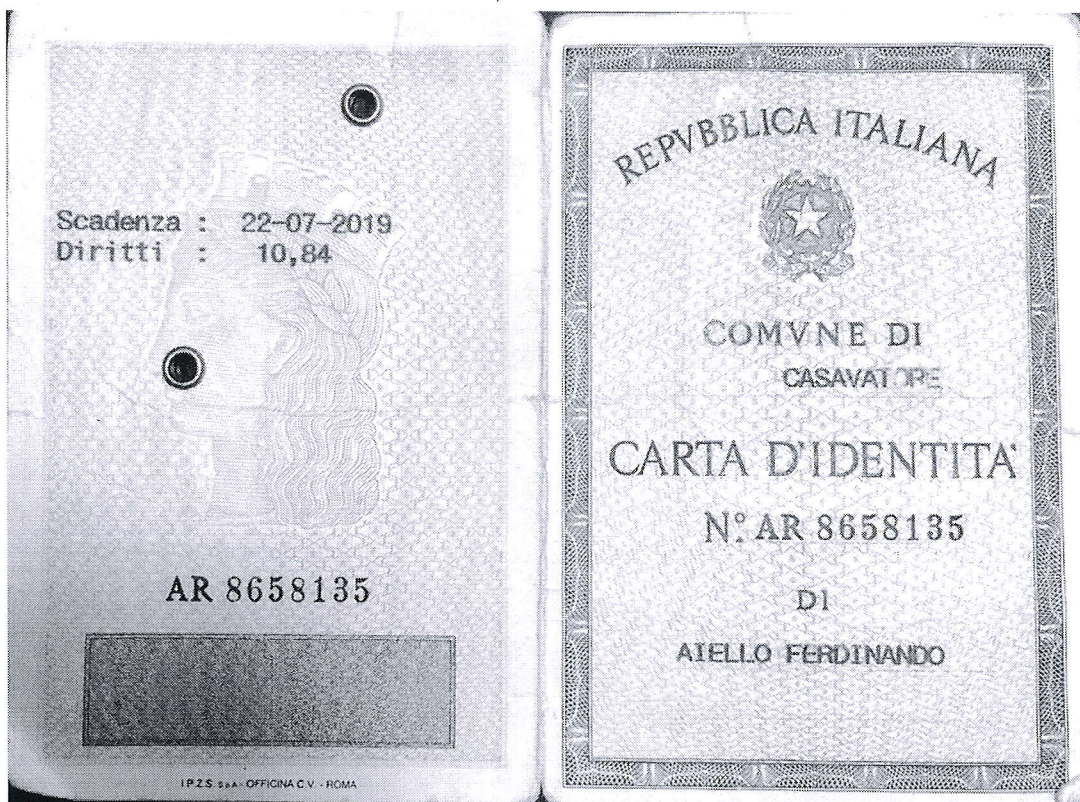 Scadenza : 22-07-2019
Diritti : 10,84
AR 8658135
I.P.Z.S. S.p.A. - OFFICINA C.V. - ROMA
REPVBBLICA ITALIANA
COMVNE DI
CASAVATORE
CARTA D'IDENTITA'
N° AR 8658135
DI
AIELLO FERDINANDO